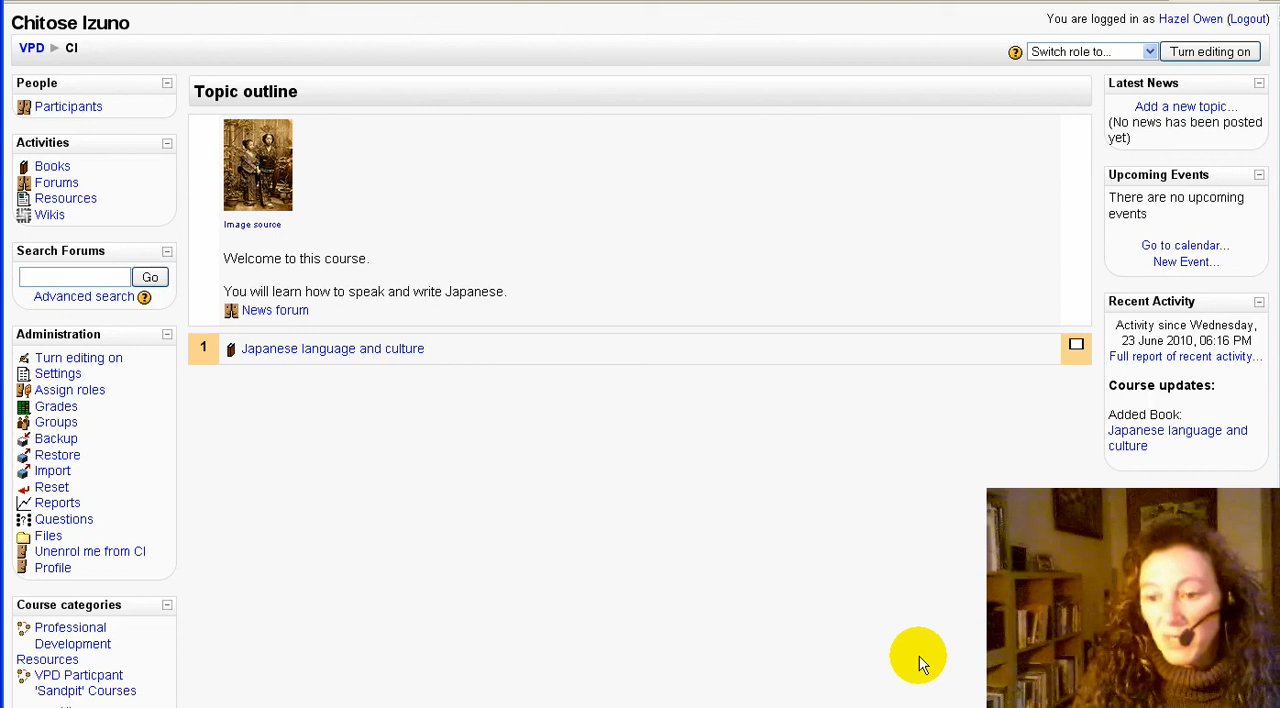 Chitose Izuno
You are logged in as Hazel Owen (Logout)
VPD ► CI
Switch role to...
Turn editing on
People
Participants
Activities
Books
Forums
Resources
Wikis
Search Forums
Go
Advanced search
Administration
Turn editing on
Settings
Assign roles
Grades
Groups
Backup
Restore
Import
Reset
Reports
Questions
Files
Unenrol me from CI
Profile
Course categories
Professional
Development
Resources
VPD Particpant
'Sandpit' Courses
Topic outline
Image source
Welcome to this course.
You will learn how to speak and write Japanese.
News forum
1
Japanese language and culture
Latest News
Add a new topic...
(No news has been posted
yet)
Upcoming Events
There are no upcoming
events
Go to calendar...
New Event...
Recent Activity
Activity since Wednesday,
23 June 2010, 06:16 PM
Full report of recent activity...
Course updates:
Added Book:
Japanese language and
culture